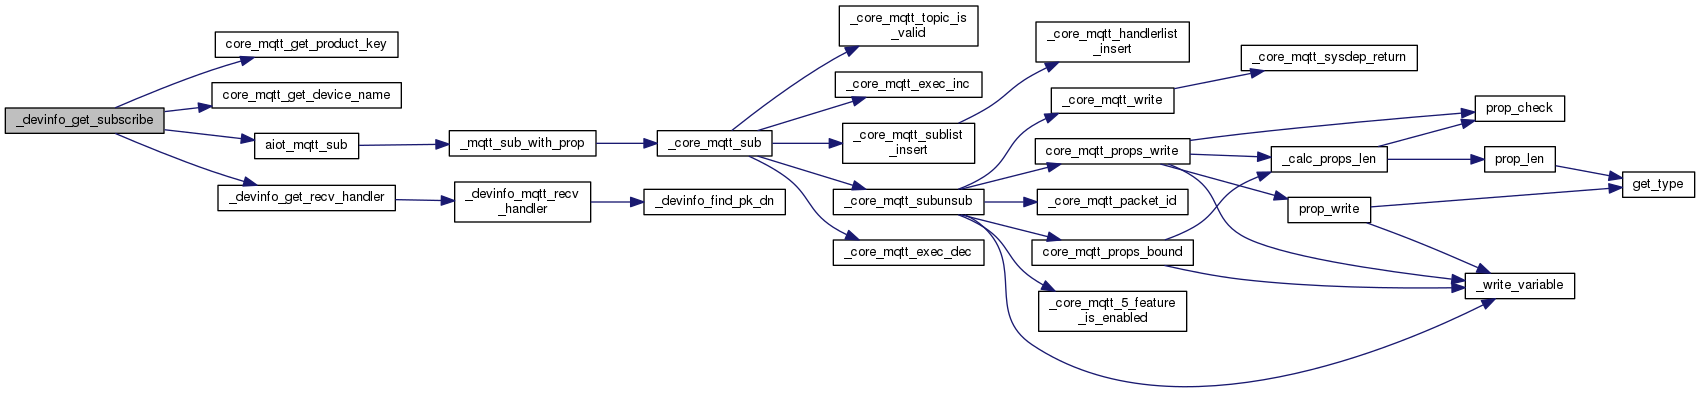 _devinfo_get_subscribe
core_mqtt_get_product_key
core_mqtt_get_device_name
aiot_mqtt_sub
_devinfo_get_recv_handler
_mqtt_sub_with_prop
_devinfo_mqtt_recv
_handler
_core_mqtt_sub
_devinfo_find_pk_dn
_core_mqtt_topic_is
_valid
_core_mqtt_exec_inc
_core_mqtt_sublist
_insert
_core_mqtt_subunsub
_core_mqtt_exec_dec
_core_mqtt_handlerlist
_insert
_core_mqtt_write
core_mqtt_props_write
_core_mqtt_packet_id
core_mqtt_props_bound
_core_mqtt_5_feature
_is_enabled
_core_mqtt_sysdep_return
_calc_props_len
prop_write
prop_check
prop_len
_write_variable
get_type